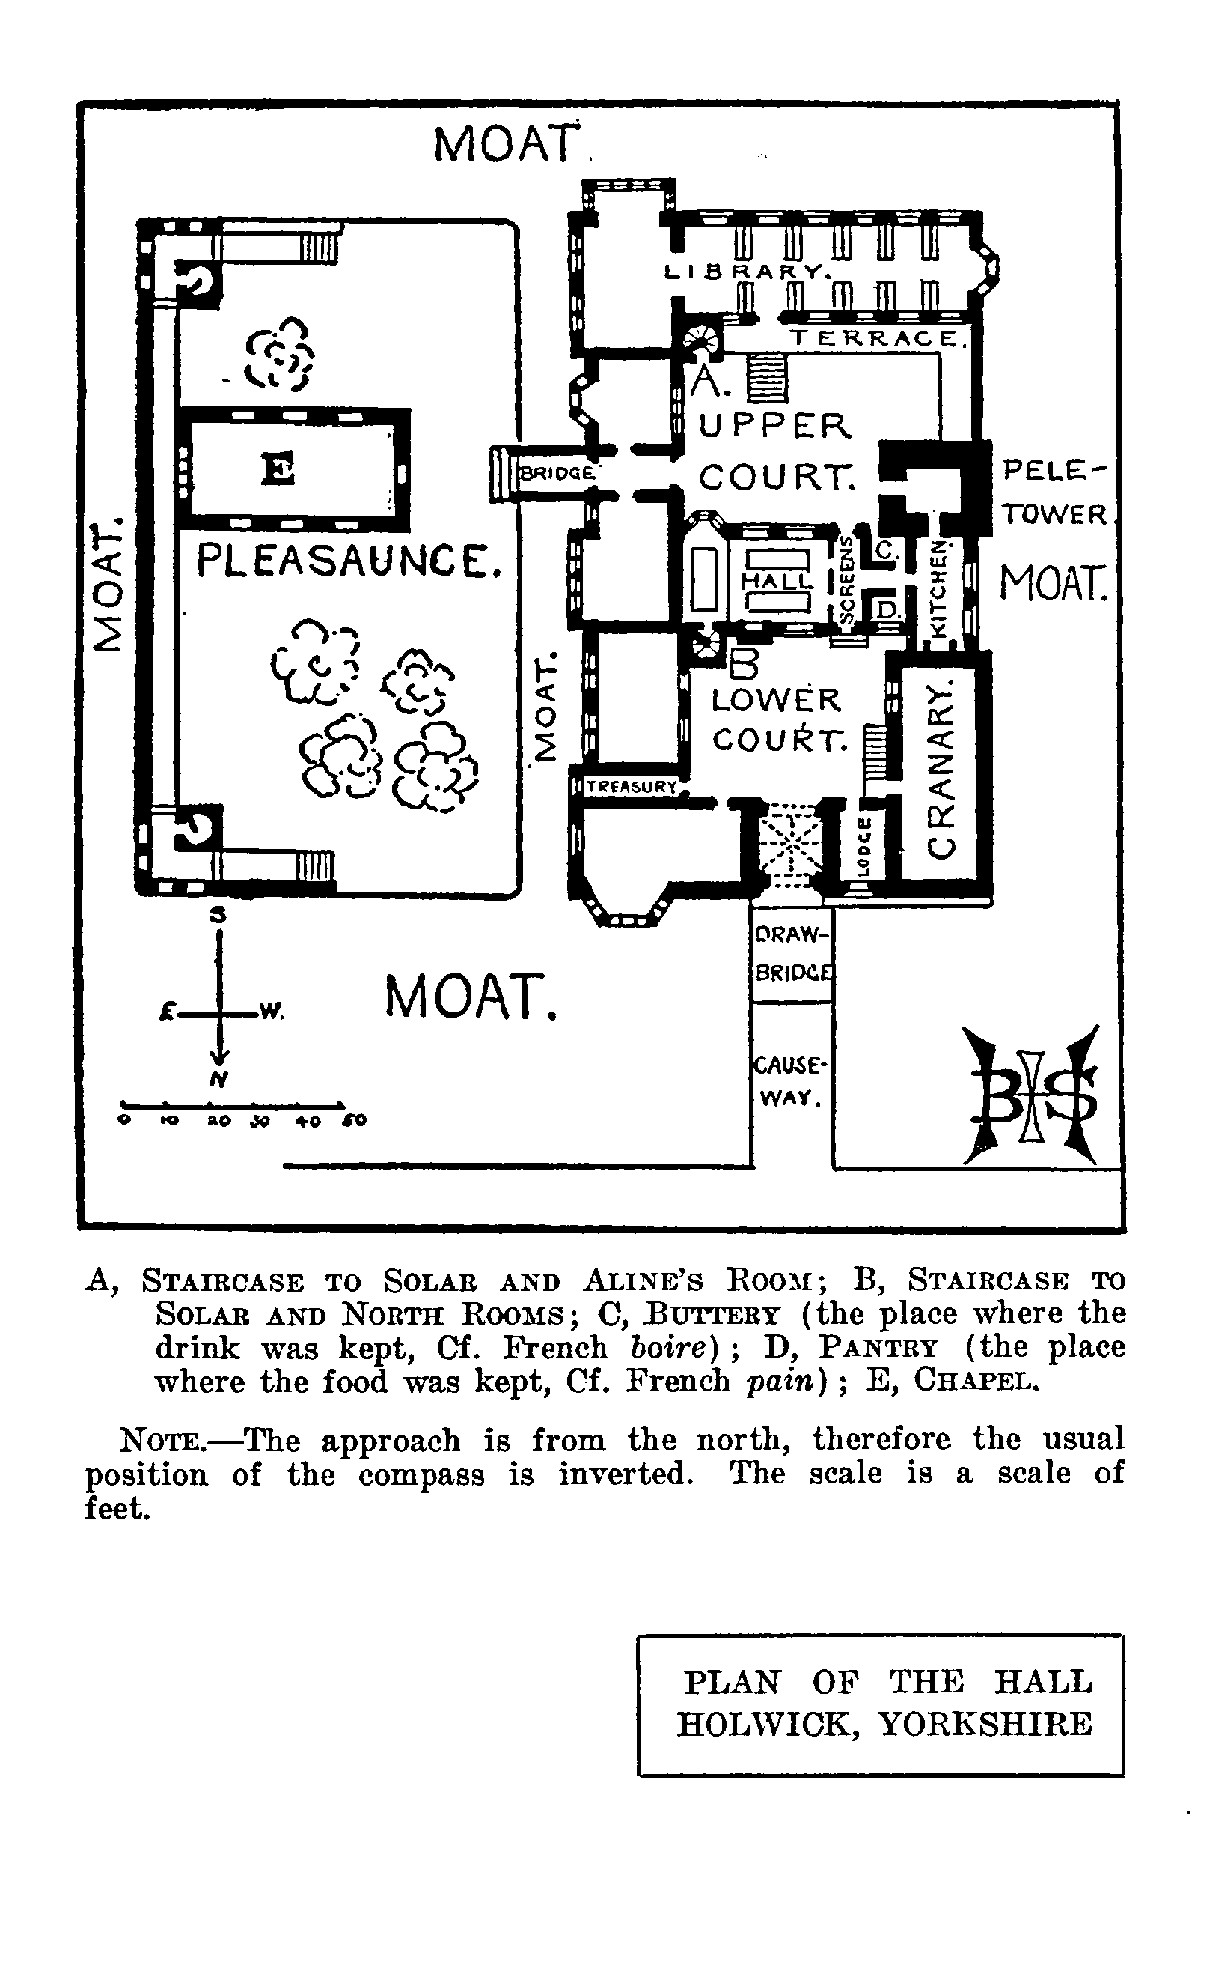 MOAT.
LIBRARY.
TERRACE.
A.
UPPER
COURT.
BRIDGE.
E
PELE-
TOWER
PLEASAUNCE.
MOAT.
MOAT.
HALL
SCREENS
C.
D.
KITCHEN
B
MOAT.
LOWER
COURT.
TREASURY
LODGE
GRANARY.
S
E W.
N
MOAT.
DRAW-
BRIDGE
CAUSE-
WAY.
0 10 20 30 40 50
B S
A, STAIRCASE TO SOLAR AND ALINE'S ROOM; B, STAIRCASE TO
SOLAR AND NORTH ROOMS; C, BUTTERY (the place where the
drink was kept, Cf. French boire); D, PANTRY (the place
where the food was kept, Cf. French pain); E, CHAPEL.
NOTE.—The approach is from the north, therefore the usual
position of the compass is inverted. The scale is a scale of
feet.
PLAN OF THE HALL
HOLWICK, YORKSHIRE